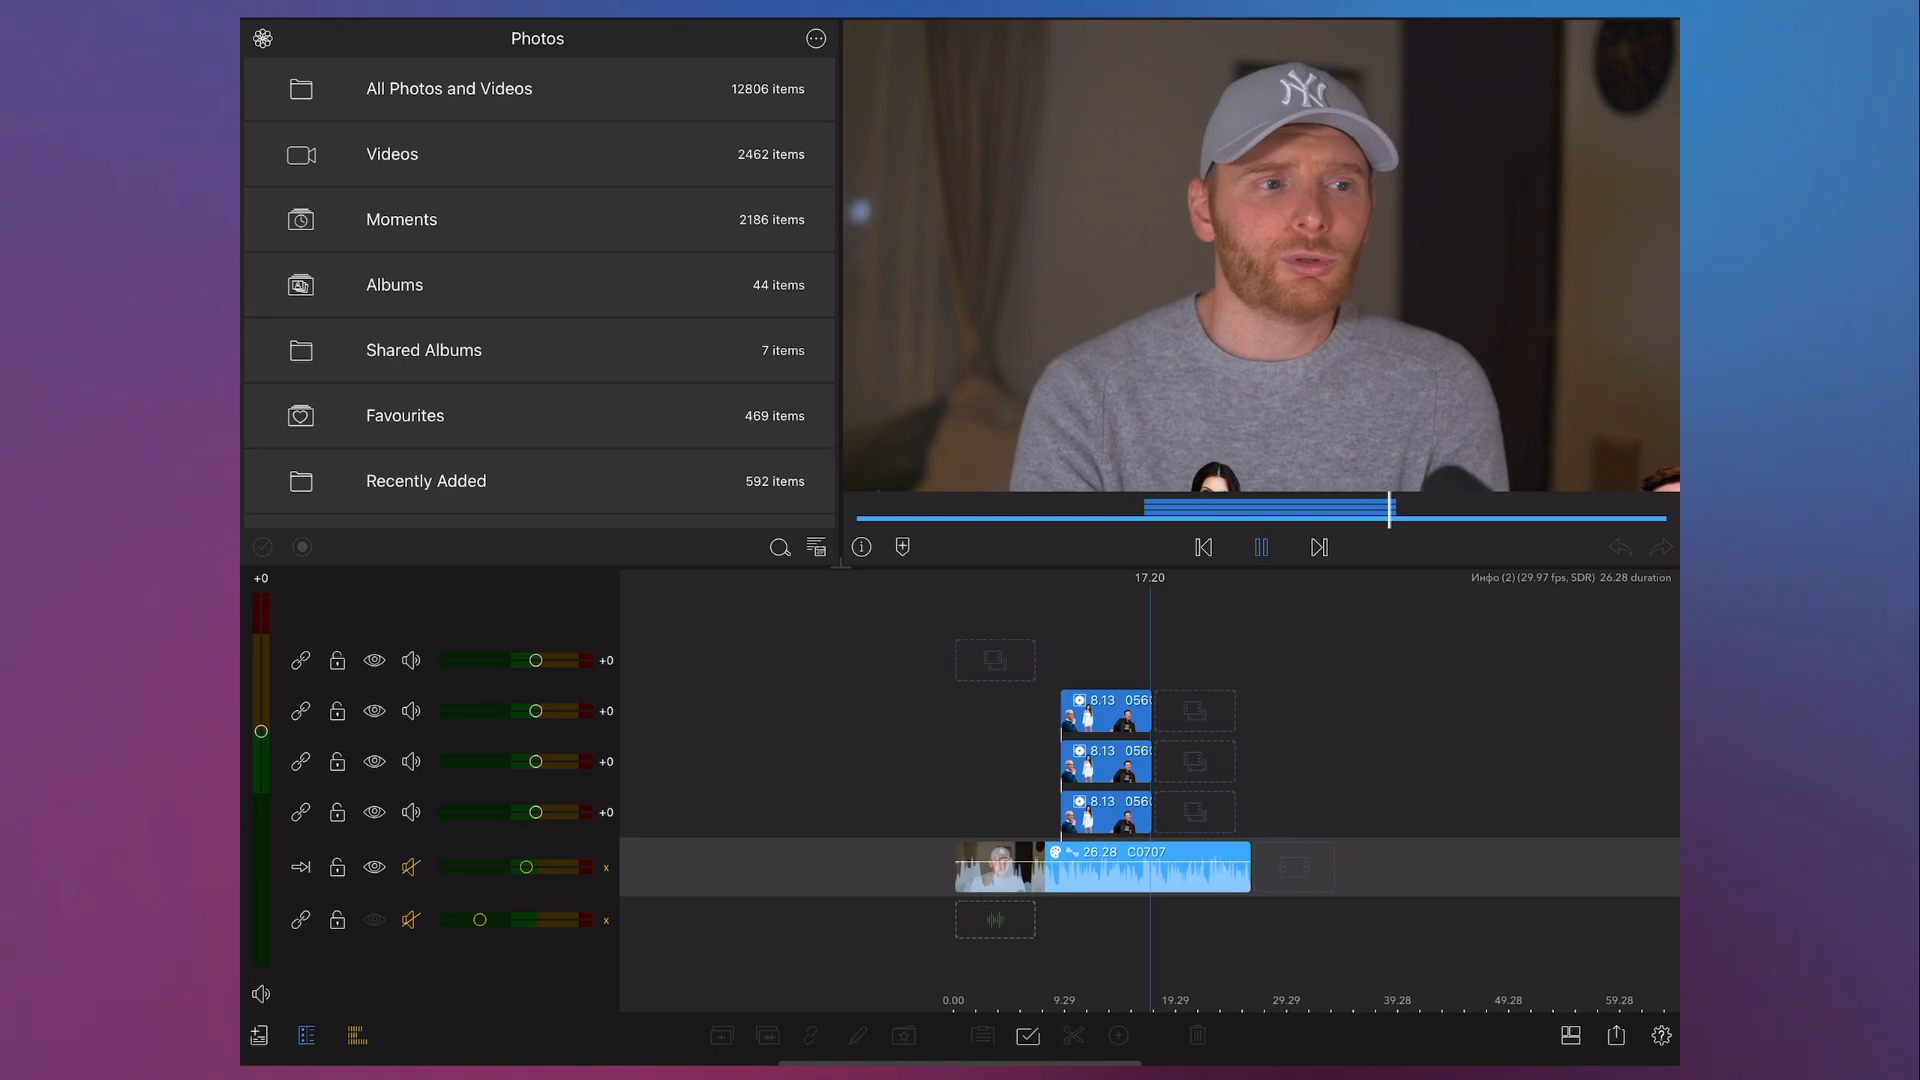 Photos
All Photos and Videos 12806 items
Videos 2462 items
Moments 2186 items
Albums 44 items
Shared Albums 7 items
Favourites 469 items
Recently Added 592 items
NY
+0
17.20
Инфо (2) (29.97 fps, SDR) 26.28 duration
+0
+0 8.13 056
+0 8.13 056
+0 8.13 056
x 26.28 C0707
x
0.00 9.29 19.29 29.29 39.28 49.28 59.28